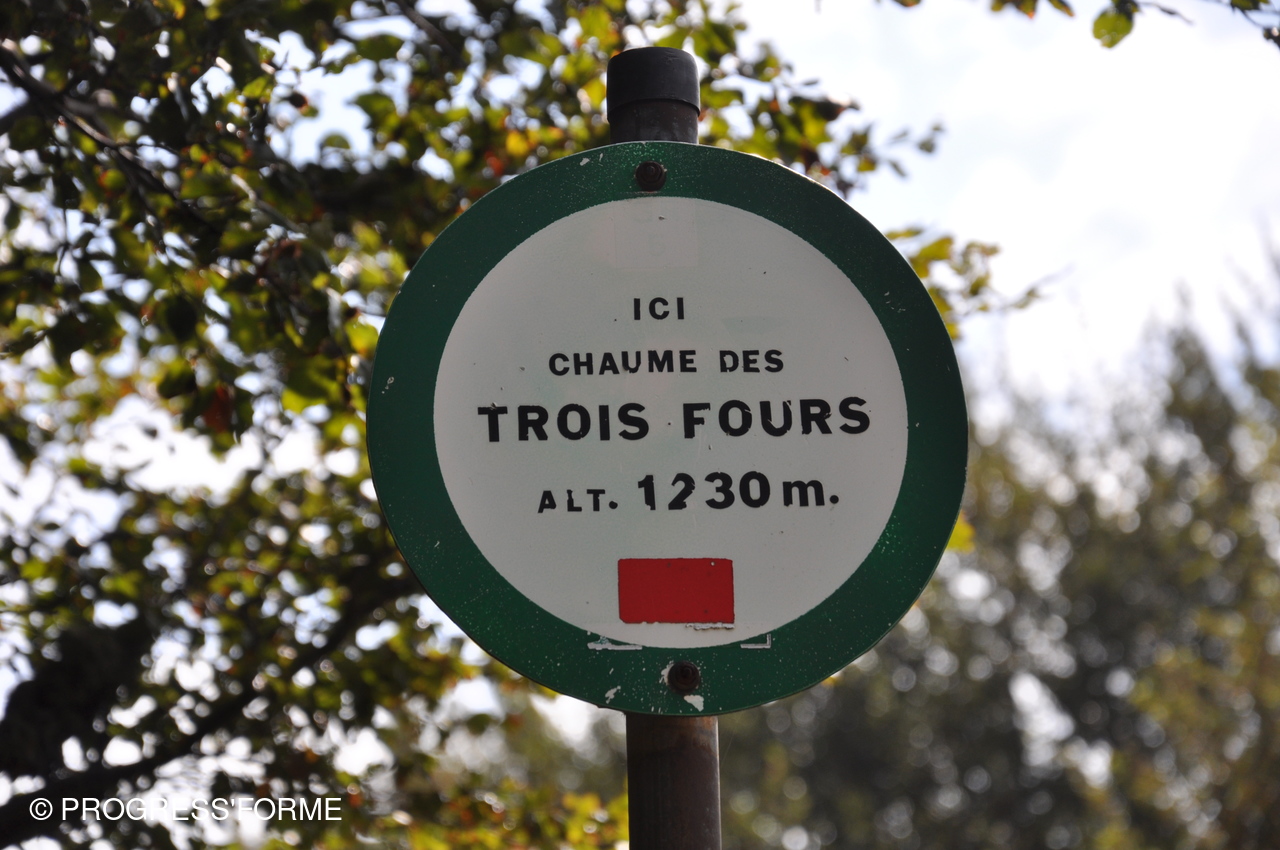 ICI
CHAUME DES
TROIS FOURS
ALT. 1230 m.
© PROGRESS'FORME